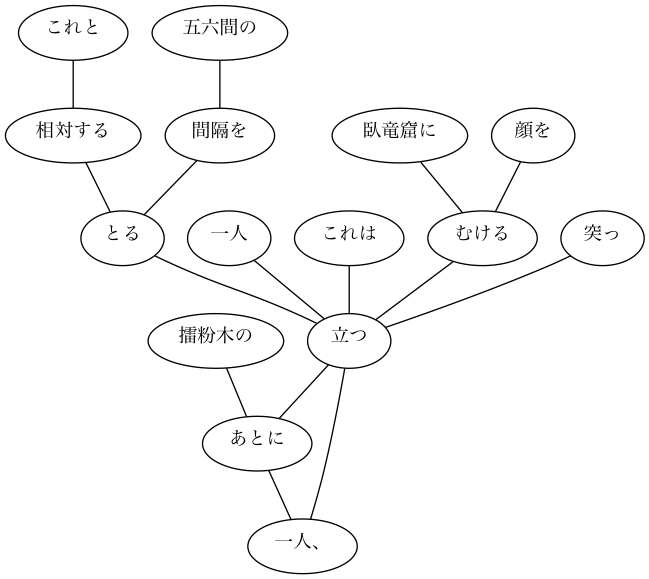 これと
五六間の
相対する
間隔を
臥竜窟に
顔を
とる
一人
これは
むける
突っ
擂粉木の
立つ
あとに
一人、